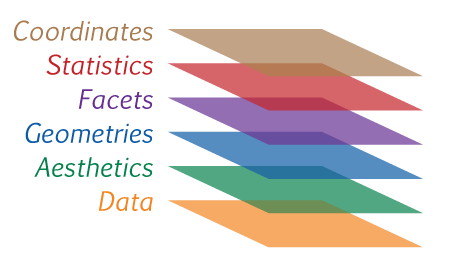 Coordinates
Statistics
Facets
Geometries
Aesthetics
Data